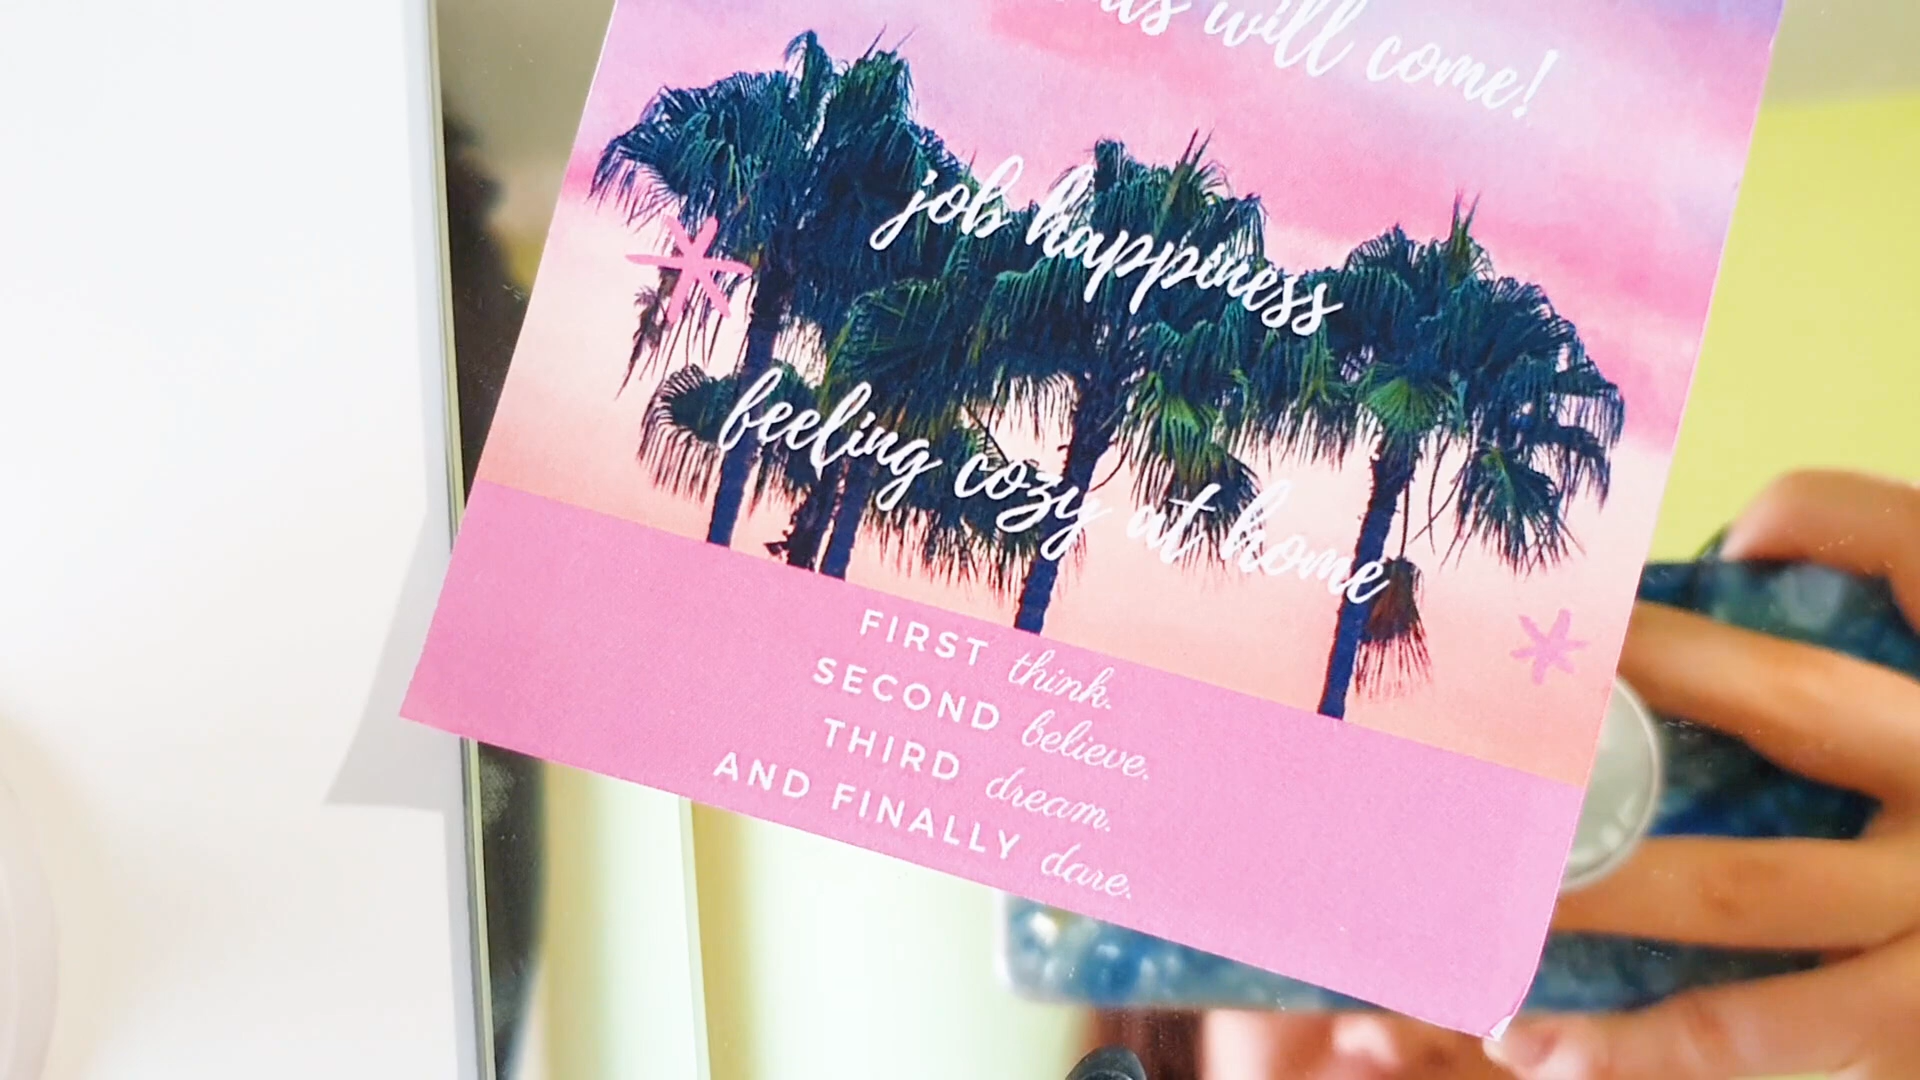 will come!
job happiness
feeling cozy at home
FIRST think.
SECOND believe.
THIRD dream.
AND FINALLY dare.